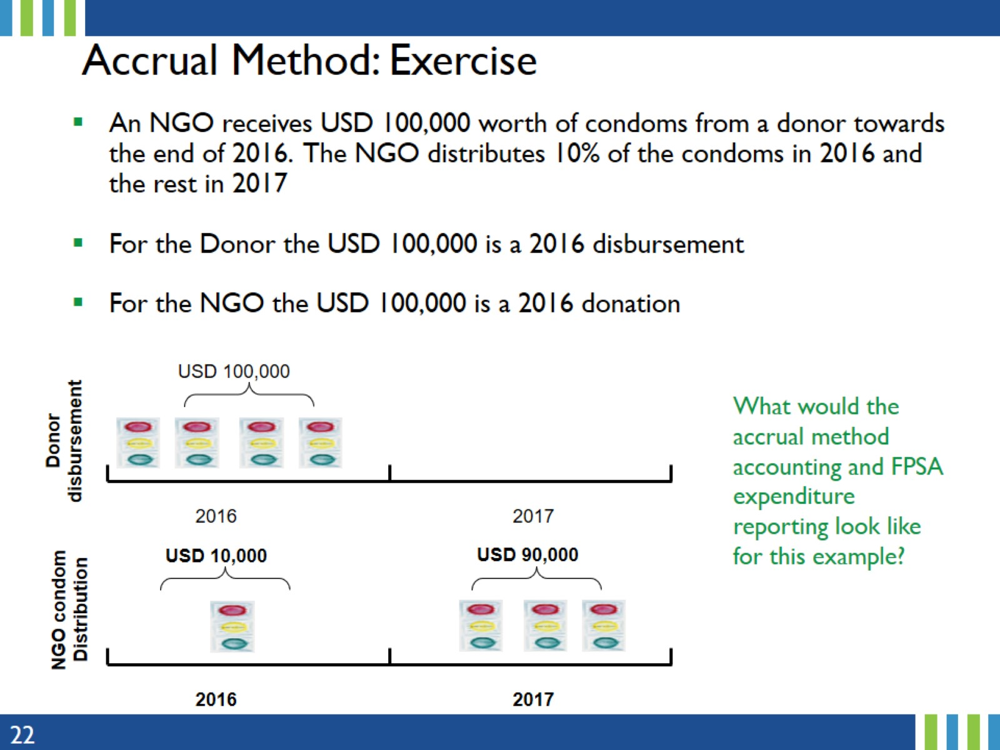 Accrual Method: Exercise
An NGO receives USD 100,000 worth of condoms from a donor towards
the end of 2016. The NGO distributes 10% of the condoms in 2016 and
the rest in 2017
For the Donor the USD 100,000 is a 2016 disbursement
For the NGO the USD 100,000 is a 2016 donation
Donor
disbursement
USD 100,000
2016
2017
NGO condom
Distribution
USD 10,000
USD 90,000
2016
2017
What would the
accrual method
accounting and FPSA
expenditure
reporting look like
for this example?
22